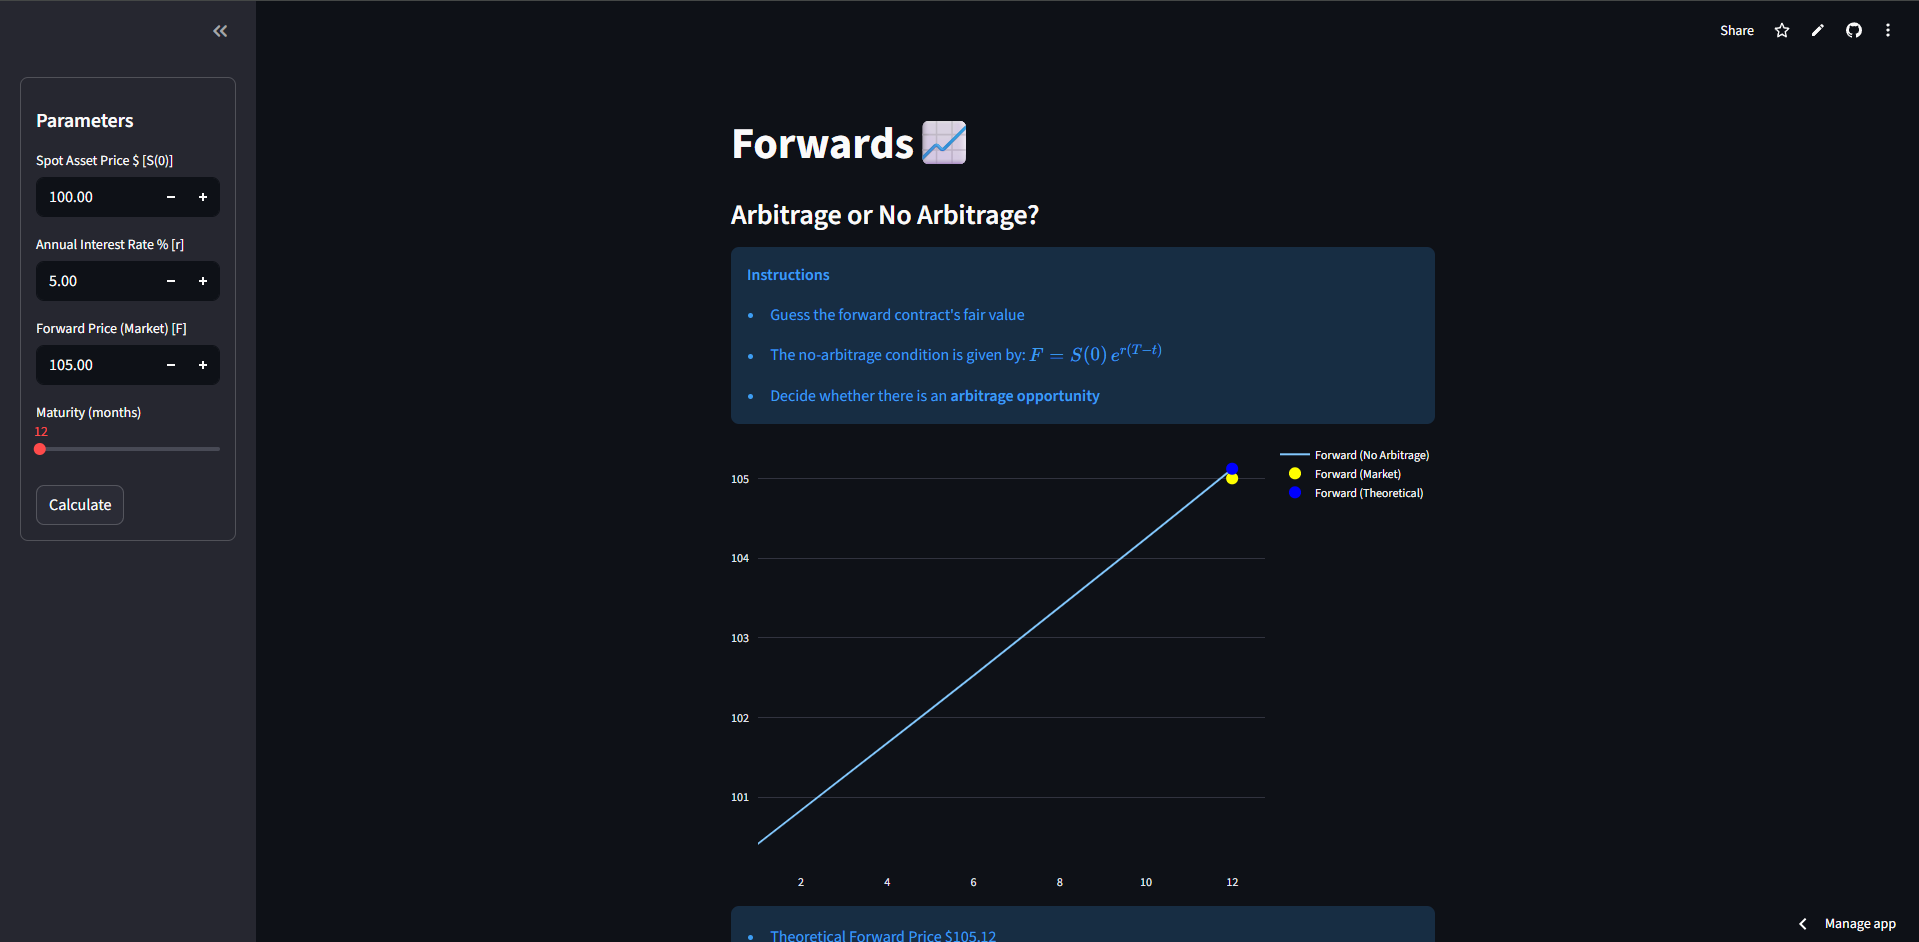 Share
Parameters
Spot Asset Price $ [S(0)]
100.00
Annual Interest Rate % [r]
5.00
Forward Price (Market) [F]
105.00
Maturity (months)
12
Calculate
Forwards
Arbitrage or No Arbitrage?
Instructions
• Guess the forward contract's fair value
• The no-arbitrage condition is given by: F = S(0) e^{r(T−t)}
• Decide whether there is an arbitrage opportunity
Forward (No Arbitrage)
Forward (Market)
Forward (Theoretical)
105
104
103
102
101
2 4 6 8 10 12
• Theoretical Forward Price $105.12
Manage app